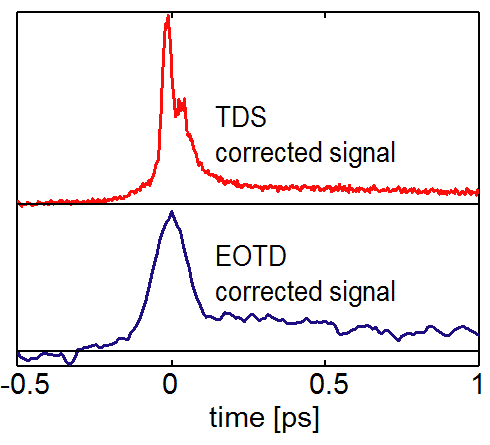 TDS
corrected signal
EOTD
corrected signal
-0.5 0 0.5 1
time [ps]